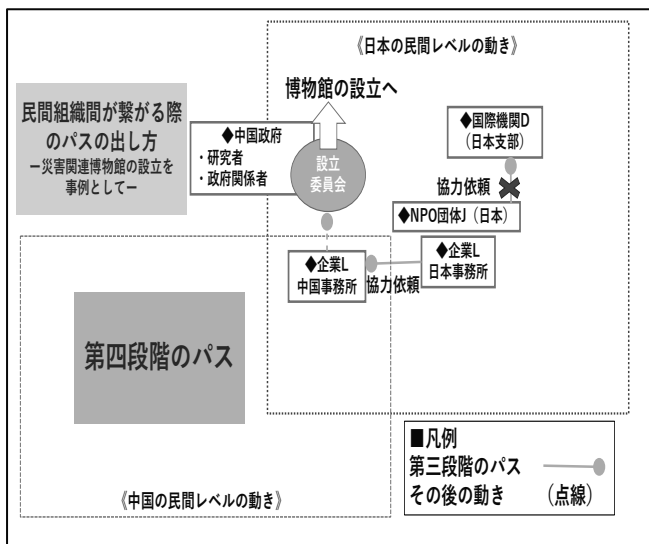 《日本の民間レベルの動き》
民間組織間が繋がる際
のパスの出し方
ー災害関連博物館の設立を
事例としてー
博物館の設立へ
◆中国政府
・研究者
・政府関係者
設立
委員会
◆国際機関D
(日本支部)
協力依頼
◆NPO団体J(日本)
◆企業L
中国事務所
協力依頼
◆企業L
日本事務所
第四段階のパス
■凡例
第三段階のパス
その後の動き (点線)
《中国の民間レベルの動き》